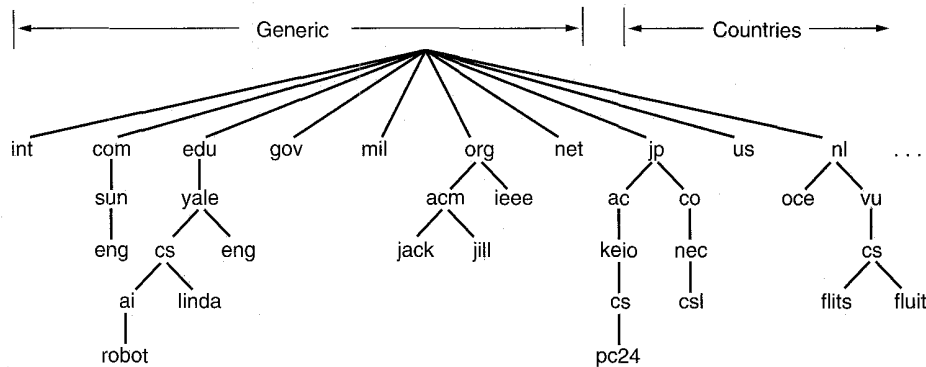 Generic Countries
int com edu gov mil org net jp us nl ...
sun yale acm ieee ac co oce vu
eng cs eng jack jill keio nec cs
ai linda cs csl flits fluit
robot pc24